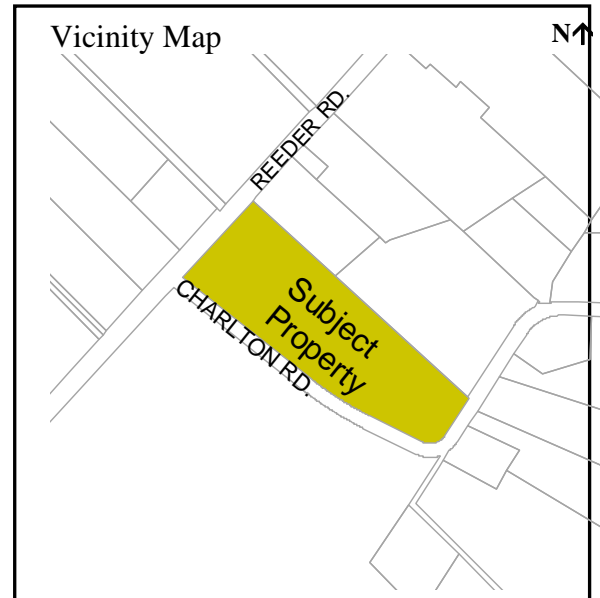 Vicinity Map
N↑
REEDER RD.
Subject
Property
CHARLTON RD.